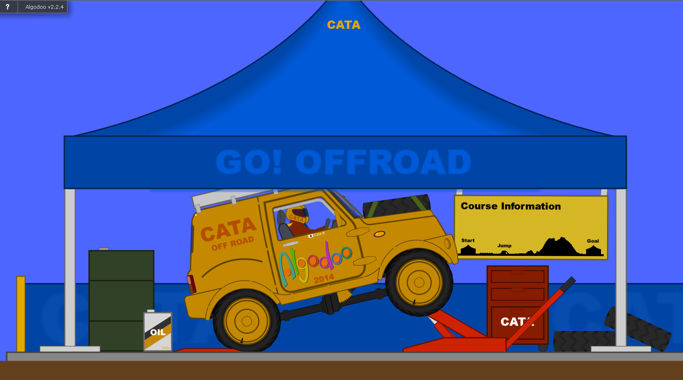 ? Algodoo v2.2.4
CATA
GO! OFFROAD
Course Information
Start
Jump
Goal
CATA
OFF ROAD
Algodoo
2014
OIL
CATA
CAT